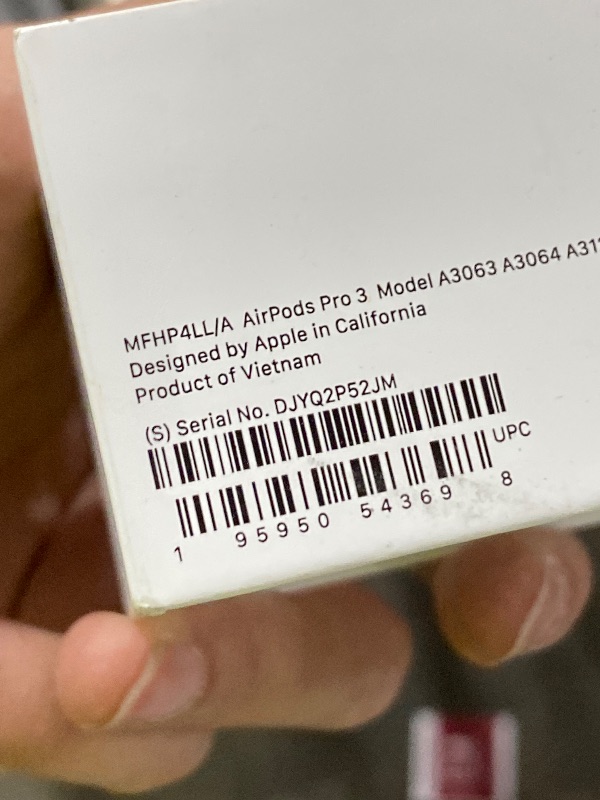 MFHP4LL/A AirPods Pro 3 Model A3063 A3064
Designed by Apple in California
Product of Vietnam
(S) Serial No. DJYQ2P52JM
UPC
1 95950 54369 8